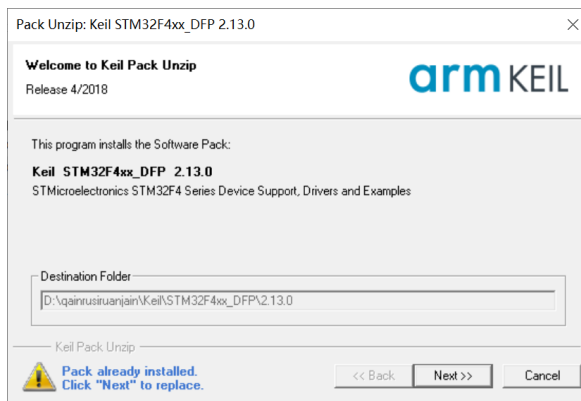 Pack Unzip: Keil STM32F4xx_DFP 2.13.0
Welcome to Keil Pack Unzip
Release 4/2018
arm KEIL
This program installs the Software Pack:
Keil STM32F4xx_DFP 2.13.0
STMicroelectronics STM32F4 Series Device Support, Drivers and Examples
Destination Folder
D:\qainrusiruanjain\Keil\STM32F4xx_DFP\2.13.0
Keil Pack Unzip
Pack already installed.
Click "Next" to replace.
<< Back Next >> Cancel